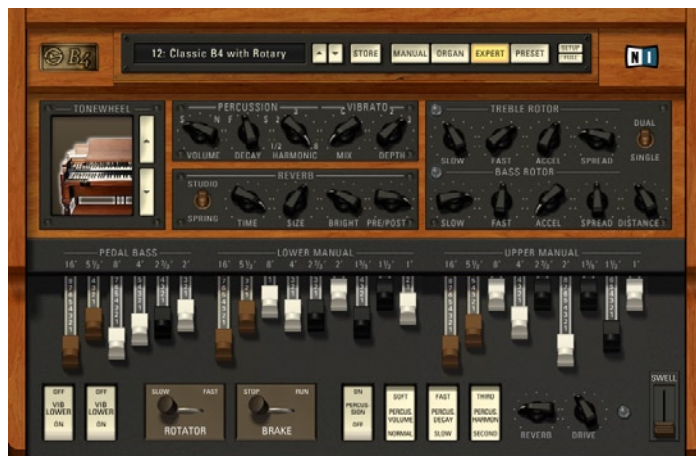 B4
12: Classic B4 with Rotary
STORE
MANUAL ORGAN EXPERT PRESET
SETUP
NI
TONEWHEEL
PERCUSSION
VIBRATO
VOLUME DECAY HARMONIC MIX DEPTH
TREBLE ROTOR
DUAL
SINGLE
SLOW FAST ACCEL SPREAD
REVERB
STUDIO
SPRING
TIME SIZE BRIGHT PRE/POST
BASS ROTOR
SLOW FAST ACCEL SPREAD DISTANCE
PEDAL BASS
LOWER MANUAL
UPPER MANUAL
16' 5⅓' 8' 4' 2⅔' 2'
16' 5⅓' 8' 4' 2⅔' 2' 1⅗' 1⅓' 1'
16' 5⅓' 8' 4' 2⅔' 2' 1⅗' 1⅓' 1'
OFF
VIB
LOWER
ON
OFF
VIB
LOWER
ON
SLOW FAST
ROTATOR
STOP RUN
BRAKE
ON
PERCUS-
SION
OFF
SOFT
PERCUS.
VOLUME
NORMAL
FAST
PERCUS.
DECAY
SLOW
THIRD
PERCUS.
HARMON
SECOND
REVERB
DRIVE
SWELL